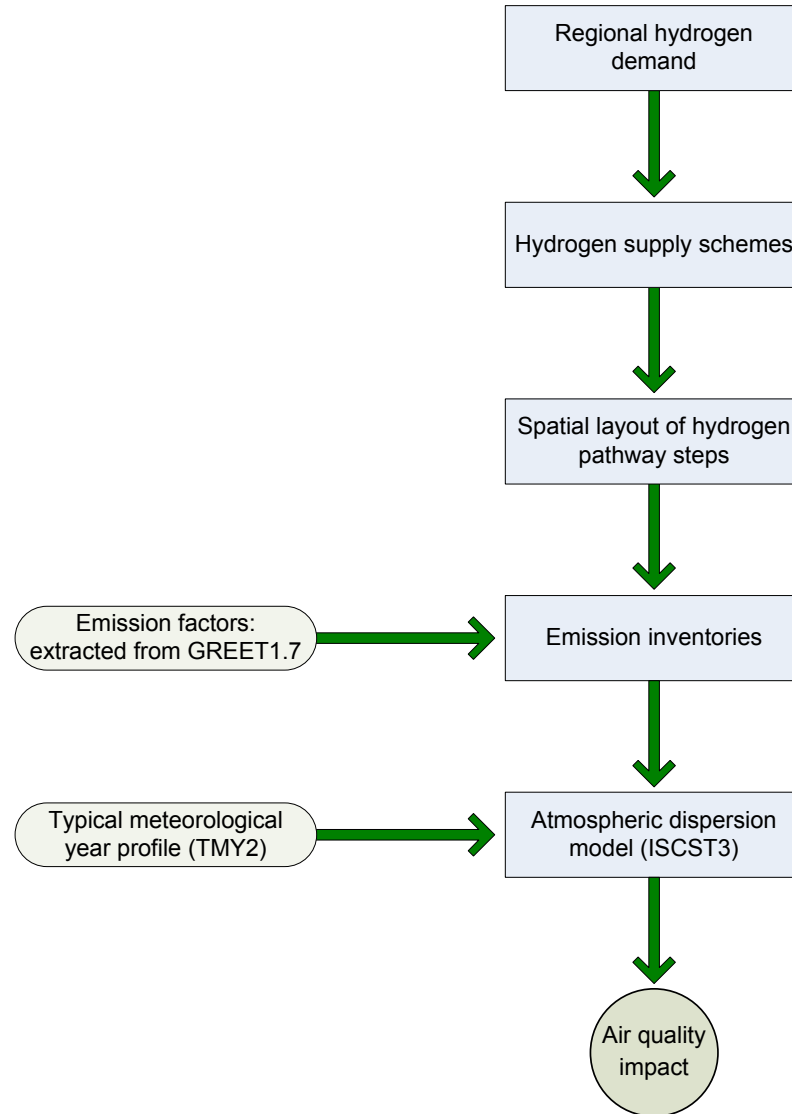 Regional hydrogen
demand
Hydrogen supply schemes
Spatial layout of hydrogen
pathway steps
Emission factors:
extracted from GREET1.7
Emission inventories
Typical meteorological
year profile (TMY2)
Atmospheric dispersion
model (ISCST3)
Air quality
impact